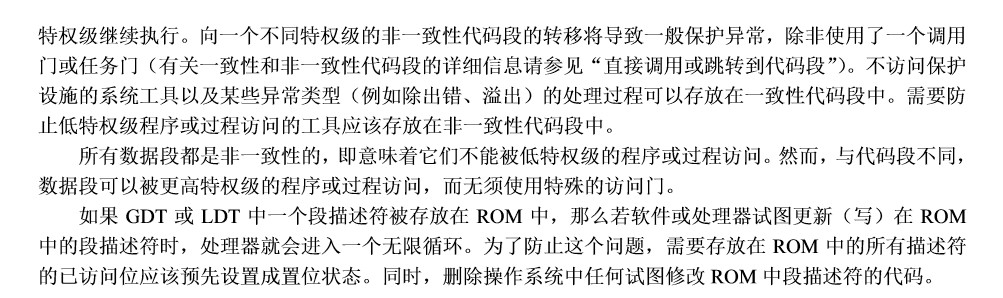 特权级继续执行。向一个不同特权级的非一致性代码段的转移将导致一般保护异常，除非使用了一个调用
门或任务门（有关一致性和非一致性代码段的详细信息请参见“直接调用或跳转到代码段”）。不访问保护
设施的系统工具以及某些异常类型（例如除出错、溢出）的处理过程可以存放在一致性代码段中。需要防
止低特权级程序或过程访问的工具应该存放在非一致性代码段中。
所有数据段都是非一致性的，即意味着它们不能被低特权级的程序或过程访问。然而，与代码段不同，
数据段可以被更高特权级的程序或过程访问，而无须使用特殊的访问门。
如果 GDT 或 LDT 中一个段描述符被存放在 ROM 中，那么若软件或处理器试图更新（写）在 ROM
中的段描述符时，处理器就会进入一个无限循环。为了防止这个问题，需要存放在 ROM 中的所有描述符
的已访问位应该预先设置成置位状态。同时，删除操作系统中任何试图修改 ROM 中段描述符的代码。